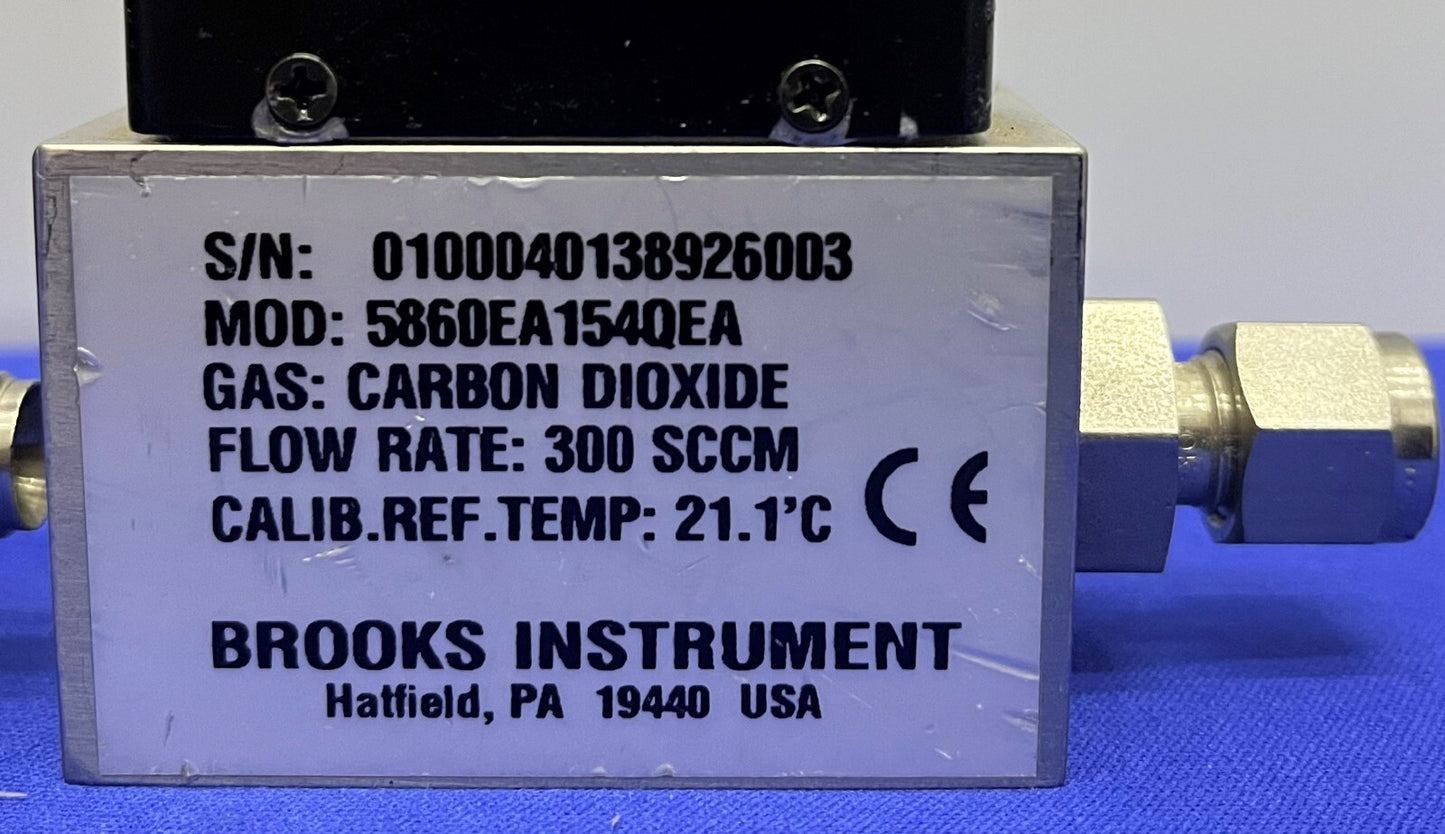 S/N: 0100040138926003
MOD: 5860EA154QEA
GAS: CARBON DIOXIDE
FLOW RATE: 300 SCCM
CALIB.REF.TEMP: 21.1'C CE
BROOKS INSTRUMENT
Hatfield, PA 19440 USA